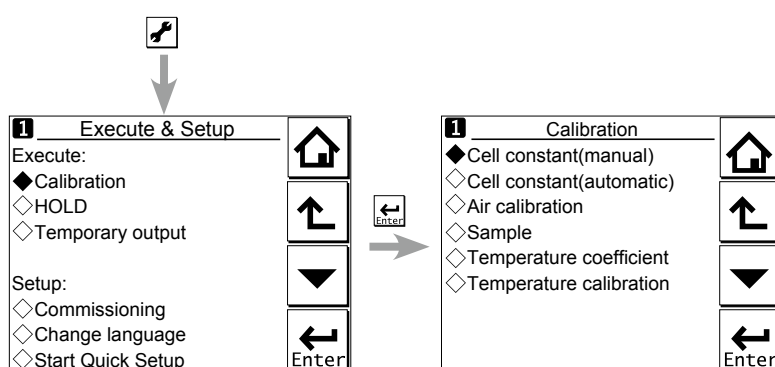 1 Execute & Setup
Execute:
Calibration
HOLD
Temporary output
Setup:
Commissioning
Change language
Start Quick Setup
Enter
Enter
1 Calibration
Cell constant(manual)
Cell constant(automatic)
Air calibration
Sample
Temperature coefficient
Temperature calibration
Enter